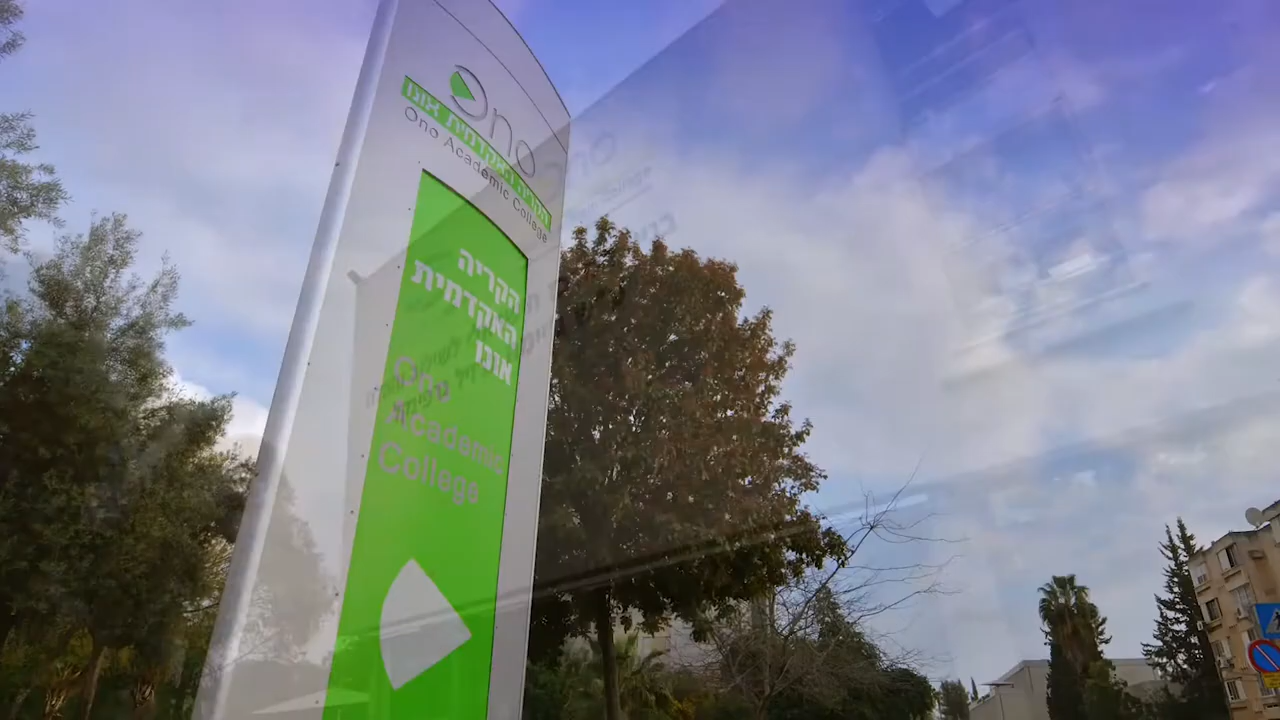 Ono
הקריה האקדמית אונו
Ono Academic College
הקריה
האקדמית
אונו
Ono
Academic
College